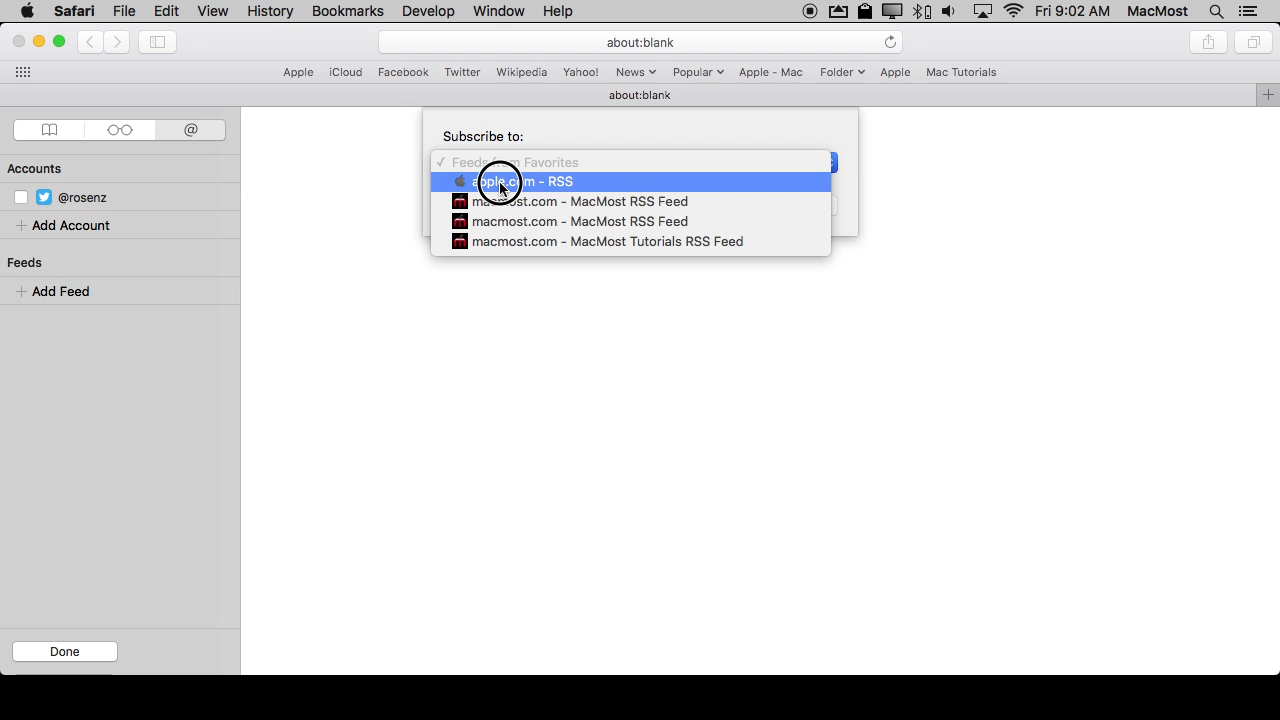 Safari File Edit View History Bookmarks Develop Window Help Fri 9:02 AM MacMost
about:blank
Apple iCloud Facebook Twitter Wikipedia Yahoo! News Popular Apple - Mac Folder Apple Mac Tutorials
about:blank
@
Accounts
@rosenz
+ Add Account
Feeds
+ Add Feed
Done
Subscribe to:
✓ Feeds from Favorites
apple.com - RSS
macmost.com - MacMost RSS Feed
macmost.com - MacMost RSS Feed
macmost.com - MacMost Tutorials RSS Feed